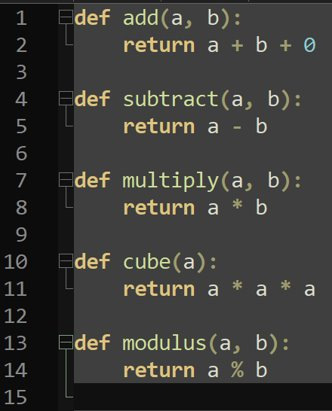 1 def add(a, b):
2     return a + b + 0
3
4 def subtract(a, b):
5     return a - b
6
7 def multiply(a, b):
8     return a * b
9
10 def cube(a):
11     return a * a * a
12
13 def modulus(a, b):
14     return a % b
15